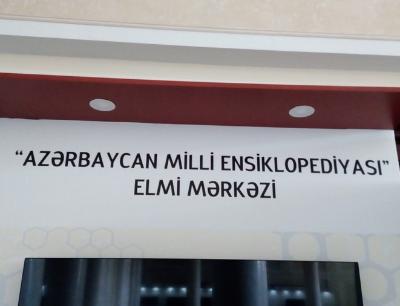 “AZƏRBAYCAN MİLLİ ENSİKLOPEDİYASI”
ELMİ MƏRKƏZİ